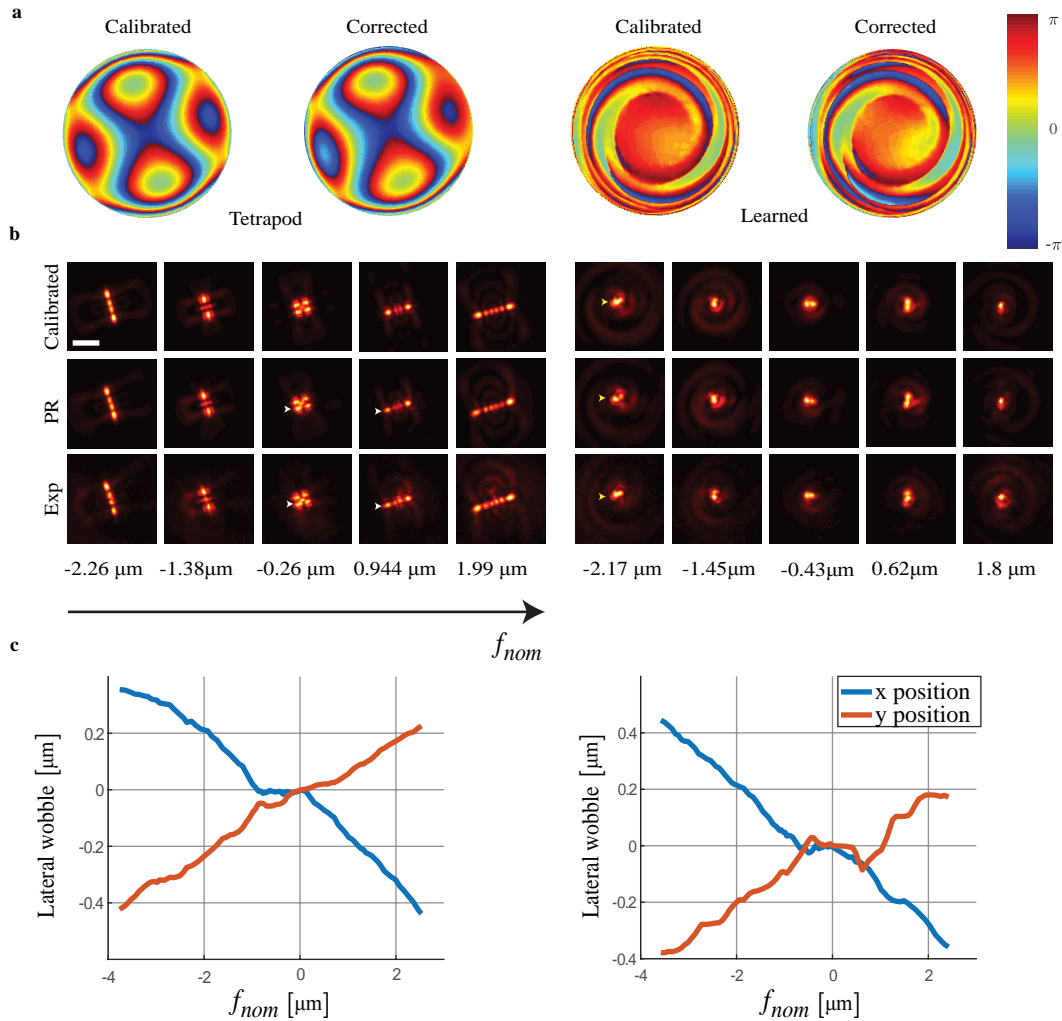 a
Calibrated Corrected Calibrated Corrected
π
0
-π
Tetrapod Learned
b
Calibrated
PR
Exp
-2.26 μm -1.38μm -0.26 μm 0.944 μm 1.99 μm -2.17 μm -1.45μm -0.43μm 0.62μm 1.8 μm
f_nom
c
Lateral wobble [μm]
0.2
0
-0.2
-0.4
-4 -2 0 2
f_nom [μm]
x position
y position
Lateral wobble [μm]
0.4
0.2
0
-0.2
-0.4
-4 -2 0 2
f_nom [μm]